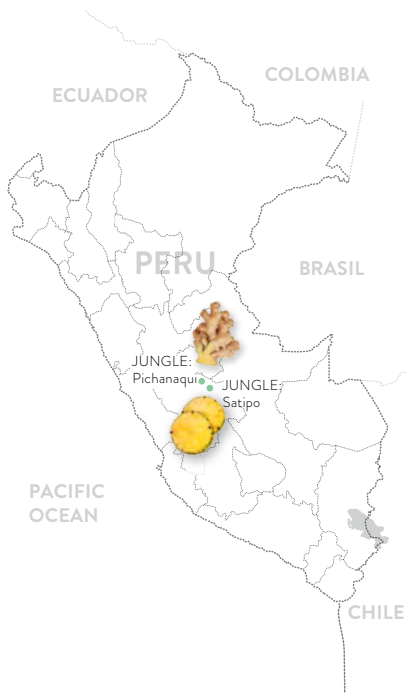 COLOMBIA
ECUADOR
PERU
BRASIL
JUNGLE:
Pichanaqui
JUNGLE:
Satipo
PACIFIC
OCEAN
CHILE